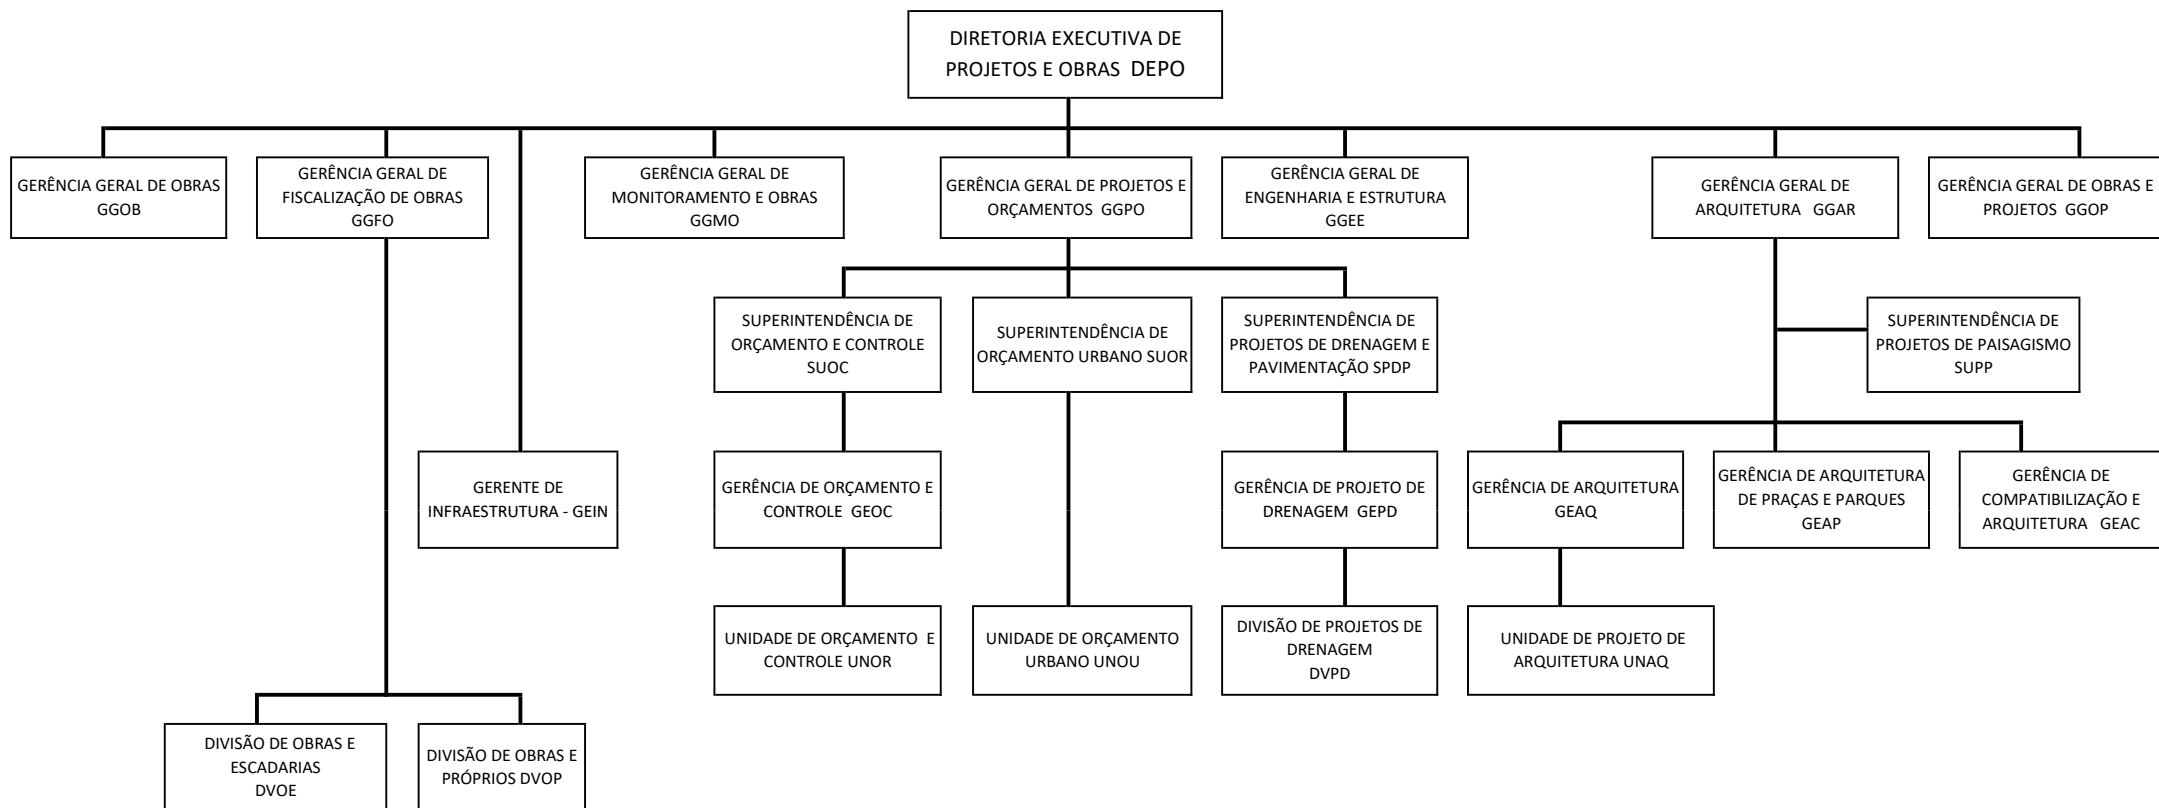 DIRETORIA EXECUTIVA DE
PROJETOS E OBRAS DEPO
GERÊNCIA GERAL DE OBRAS
GGOB
GERÊNCIA GERAL DE
FISCALIZAÇÃO DE OBRAS
GGFO
GERÊNCIA GERAL DE
MONITORAMENTO E OBRAS
GGMO
GERÊNCIA GERAL DE PROJETOS E
ORÇAMENTOS GGPO
GERÊNCIA GERAL DE
ENGENHARIA E ESTRUTURA
GGEE
GERÊNCIA GERAL DE
ARQUITETURA GGAR
GERÊNCIA GERAL DE OBRAS E
PROJETOS GGOP
SUPERINTENDÊNCIA DE
ORÇAMENTO E CONTROLE
SUOC
SUPERINTENDÊNCIA DE
ORÇAMENTO URBANO SUOR
SUPERINTENDÊNCIA DE
PROJETOS DE DRENAGEM E
PAVIMENTAÇÃO SPDP
SUPERINTENDÊNCIA DE
PROJETOS DE PAISAGISMO
SUPP
GERENTE DE
INFRAESTRUTURA - GEIN
GERÊNCIA DE ORÇAMENTO E
CONTROLE GEOC
GERÊNCIA DE PROJETO DE
DRENAGEM GEPD
GERÊNCIA DE ARQUITETURA
GEAQ
GERÊNCIA DE ARQUITETURA
DE PRAÇAS E PARQUES
GEAP
GERÊNCIA DE
COMPATIBILIZAÇÃO E
ARQUITETURA GEAC
UNIDADE DE ORÇAMENTO E
CONTROLE UNOR
UNIDADE DE ORÇAMENTO
URBANO UNOU
DIVISÃO DE PROJETOS DE
DRENAGEM
DVPD
UNIDADE DE PROJETO DE
ARQUITETURA UNAQ
DIVISÃO DE OBRAS E
ESCADARIAS
DVOE
DIVISÃO DE OBRAS E
PRÓPRIOS DVOP